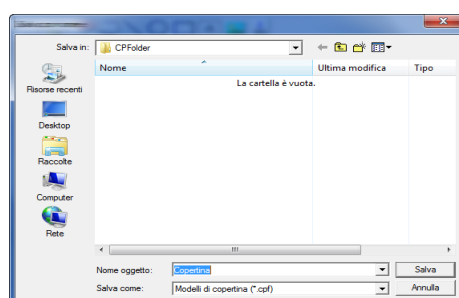 Salva in: CPFolder
Nome Ultima modifica Tipo
La cartella è vuota.
Risorse recenti
Desktop
Raccolte
Computer
Rete
Nome oggetto: Copertina Salva
Salva come: Modelli di copertina (*.cpf) Annulla